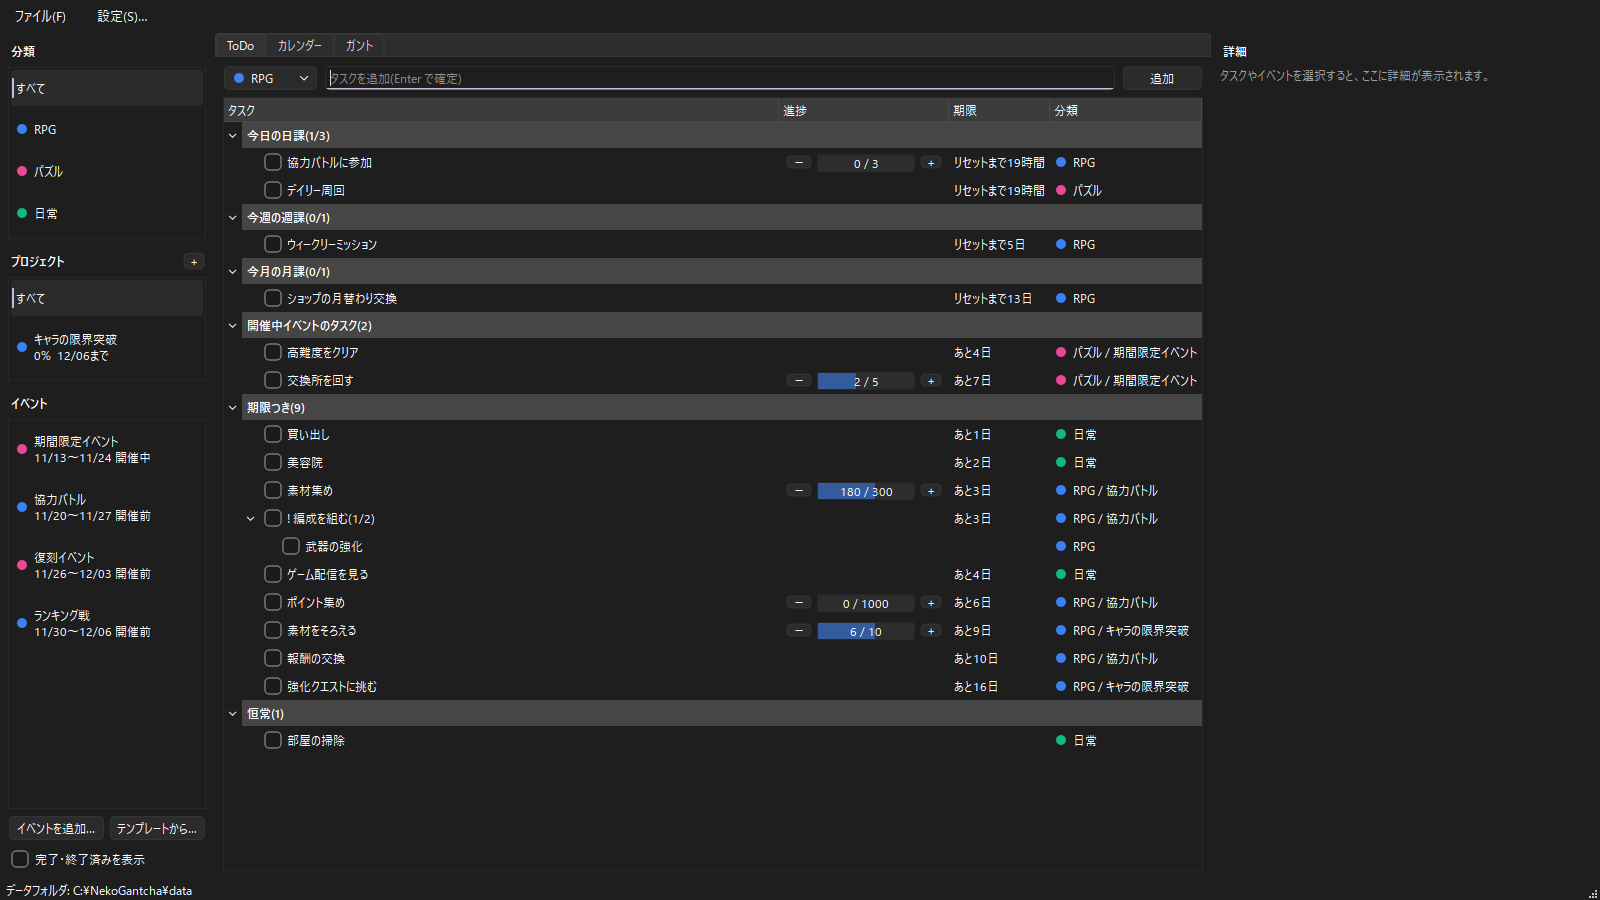 ファイル(F) 設定(S)...
分類
すべて
RPG
パズル
日常
プロジェクト +
すべて
キャラの限界突破
0% 12/06まで
イベント
期間限定イベント
11/13～11/24 開催中
協力バトル
11/20～11/27 開催前
復刻イベント
11/26～12/03 開催前
ランキング戦
11/30～12/06 開催前
イベントを追加... テンプレートから...
完了・終了済みを表示
データフォルダ: C:¥NekoGantcha¥data
ToDo カレンダー ガント
RPG タスクを追加(Enter で確定) 追加
タスク 進捗 期限 分類
今日の日課(1/3)
協力バトルに参加 − 0 / 3 + リセットまで19時間 RPG
デイリー周回 リセットまで19時間 パズル
今週の週課(0/1)
ウィークリーミッション リセットまで5日 RPG
今月の月課(0/1)
ショップの月替わり交換 リセットまで13日 RPG
開催中イベントのタスク(2)
高難度をクリア あと4日 パズル / 期間限定イベント
交換所を回す − 2 / 5 + あと7日 パズル / 期間限定イベント
期限つき(9)
買い出し あと1日 日常
美容院 あと2日 日常
素材集め − 180 / 300 + あと3日 RPG / 協力バトル
! 編成を組む(1/2) あと3日 RPG / 協力バトル
武器の強化 RPG
ゲーム配信を見る あと4日 日常
ポイント集め − 0 / 1000 + あと6日 RPG / 協力バトル
素材をそろえる − 6 / 10 + あと9日 RPG / キャラの限界突破
報酬の交換 あと10日 RPG / 協力バトル
強化クエストに挑む あと16日 RPG / キャラの限界突破
恒常(1)
部屋の掃除 日常
詳細
タスクやイベントを選択すると、ここに詳細が表示されます。